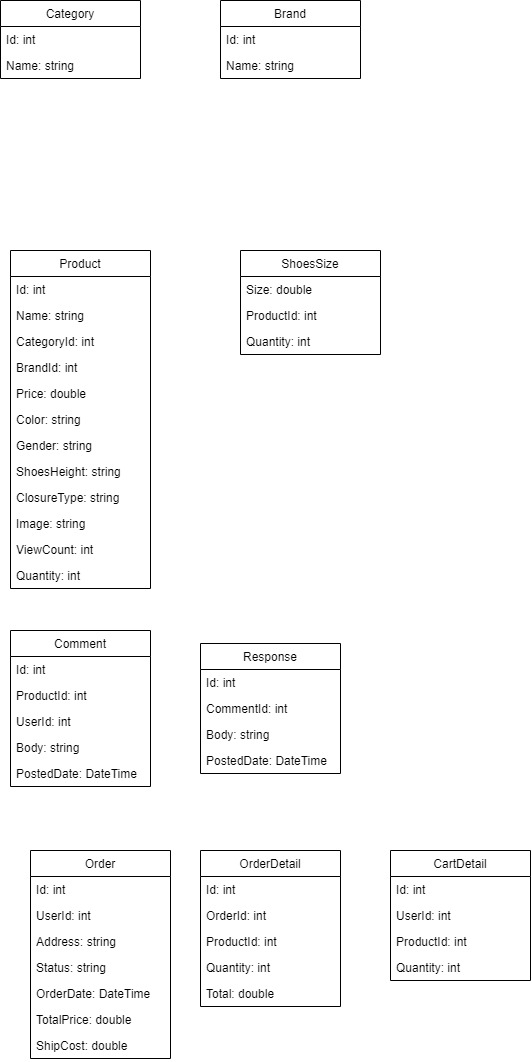 Category
Id: int
Name: string
Brand
Id: int
Name: string
Product
Id: int
Name: string
CategoryId: int
BrandId: int
Price: double
Color: string
Gender: string
ShoesHeight: string
ClosureType: string
Image: string
ViewCount: int
Quantity: int
ShoesSize
Size: double
ProductId: int
Quantity: int
Comment
Id: int
ProductId: int
UserId: int
Body: string
PostedDate: DateTime
Response
Id: int
CommentId: int
Body: string
PostedDate: DateTime
Order
Id: int
UserId: int
Address: string
Status: string
OrderDate: DateTime
TotalPrice: double
ShipCost: double
OrderDetail
Id: int
OrderId: int
ProductId: int
Quantity: int
Total: double
CartDetail
Id: int
UserId: int
ProductId: int
Quantity: int